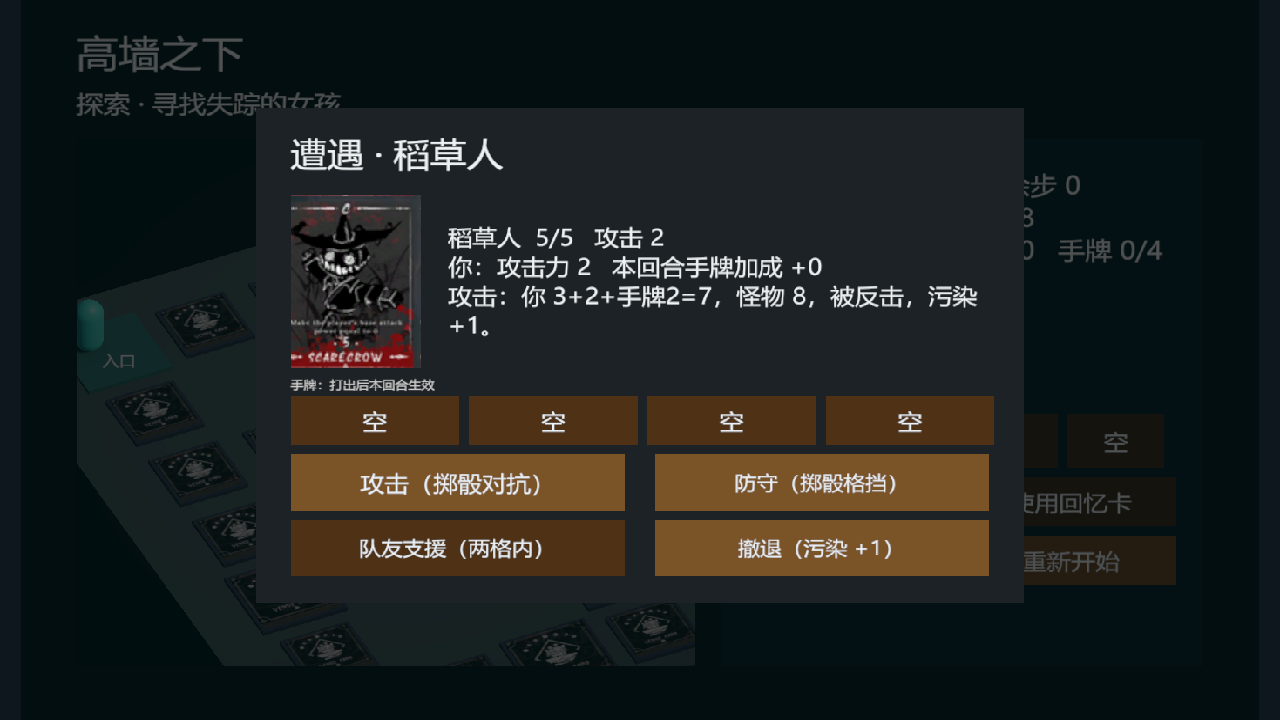 高墙之下
探索 · 寻找失踪的女孩
遭遇 · 稻草人
稻草人 5/5 攻击 2
你：攻击力 2 本回合手牌加成 +0
攻击：你 3+2+手牌2=7，怪物 8，被反击，污染
+1。
5
SCARECROW
手牌：打出后本回合生效
空 空 空 空
攻击（掷骰对抗） 防守（掷骰格挡）
队友支援（两格内） 撤退（污染 +1）
入口
步 0
8
0 手牌 0/4
空
使用回忆卡
重新开始